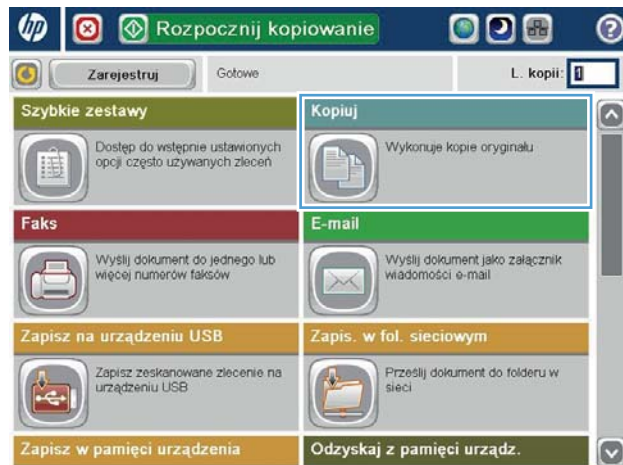 hp
Rozpocznij kopiowanie
?
Zarejestruj
Gotowe
L. kopii: 1
Szybkie zestawy
Dostęp do wstępnie ustawionych
opcji często używanych zleceń
Kopiuj
Wykonuje kopie oryginału
Faks
Wyślij dokument do jednego lub
więcej numerów faksów
E-mail
Wyślij dokument jako załącznik
wiadomości e-mail
Zapisz na urządzeniu USB
Zapisz zeskanowane zlecenie na
urządzeniu USB
Zapis. w fol. sieciowym
Prześlij dokument do folderu w
sieci
Zapisz w pamięci urządzenia
Odzyskaj z pamięci urządz.